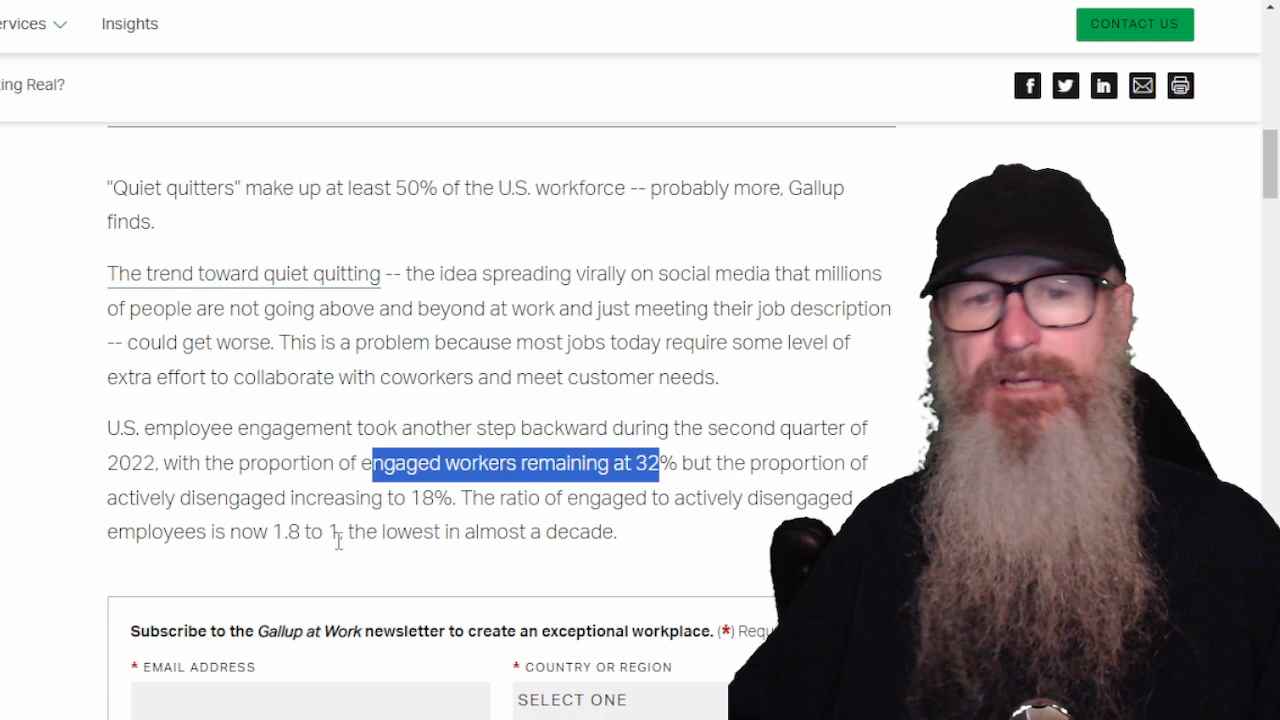 ervices Insights CONTACT US
ting Real?
"Quiet quitters" make up at least 50% of the U.S. workforce -- probably more, Gallup
finds.
The trend toward quiet quitting -- the idea spreading virally on social media that millions
of people are not going above and beyond at work and just meeting their job description
-- could get worse. This is a problem because most jobs today require some level of
extra effort to collaborate with coworkers and meet customer needs.
U.S. employee engagement took another step backward during the second quarter of
2022, with the proportion of engaged workers remaining at 32% but the proportion of
actively disengaged increasing to 18%. The ratio of engaged to actively disengaged
employees is now 1.8 to 1, the lowest in almost a decade.
Subscribe to the Gallup at Work newsletter to create an exceptional workplace. (*) Requ
* EMAIL ADDRESS * COUNTRY OR REGION
SELECT ONE